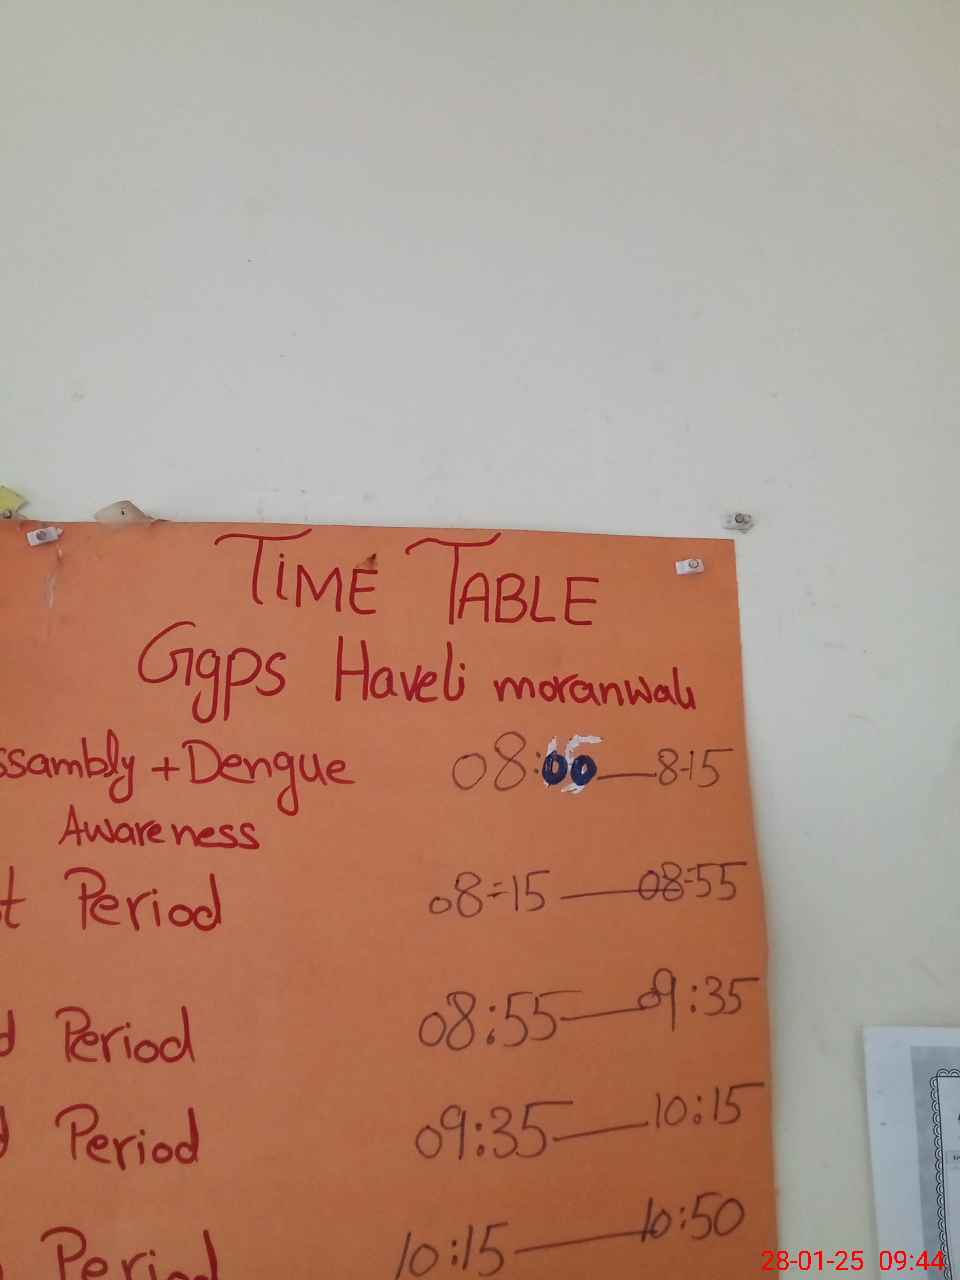 TiME TABLE
Ggps Haveli moranwali
ssambly + Dengue 08:00 — 8-15
Awareness
t Period 08=15 — 08=55
d Period 08:55 — 09:35
d Period 09:35 — 10:15
Period 10:15 — 10:50
28-01-25 09:44